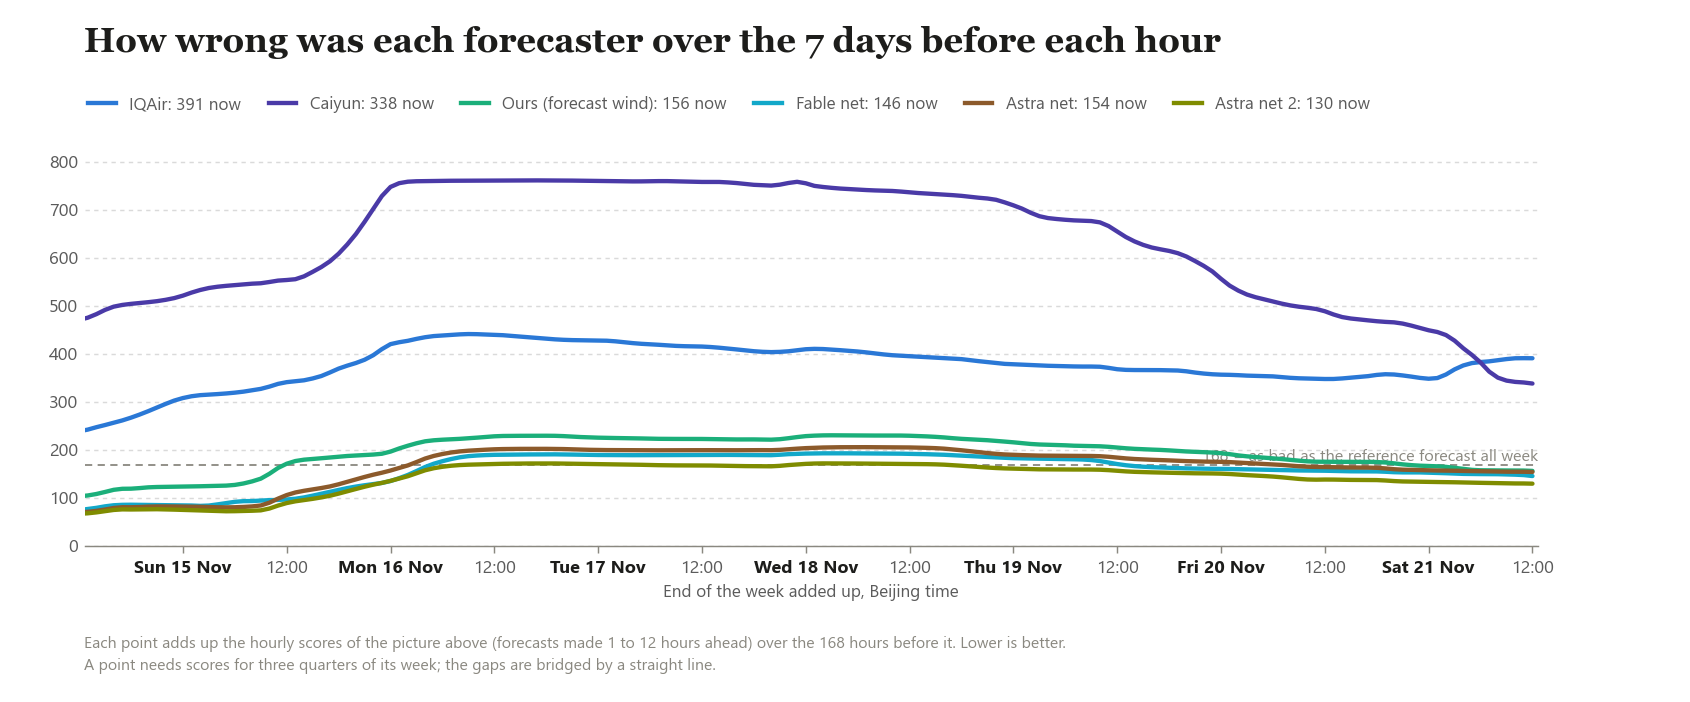 How wrong was each forecaster over the 7 days before each hour
IQAir: 391 now Caiyun: 338 now Ours (forecast wind): 156 now Fable net: 146 now Astra net: 154 now Astra net 2: 130 now
800
700
600
500
400
300
200
168 as bad as the reference forecast all week
100
0
Sun 15 Nov 12:00 Mon 16 Nov 12:00 Tue 17 Nov 12:00 Wed 18 Nov 12:00 Thu 19 Nov 12:00 Fri 20 Nov 12:00 Sat 21 Nov 12:00
End of the week added up, Beijing time
Each point adds up the hourly scores of the picture above (forecasts made 1 to 12 hours ahead) over the 168 hours before it. Lower is better.
A point needs scores for three quarters of its week; the gaps are bridged by a straight line.